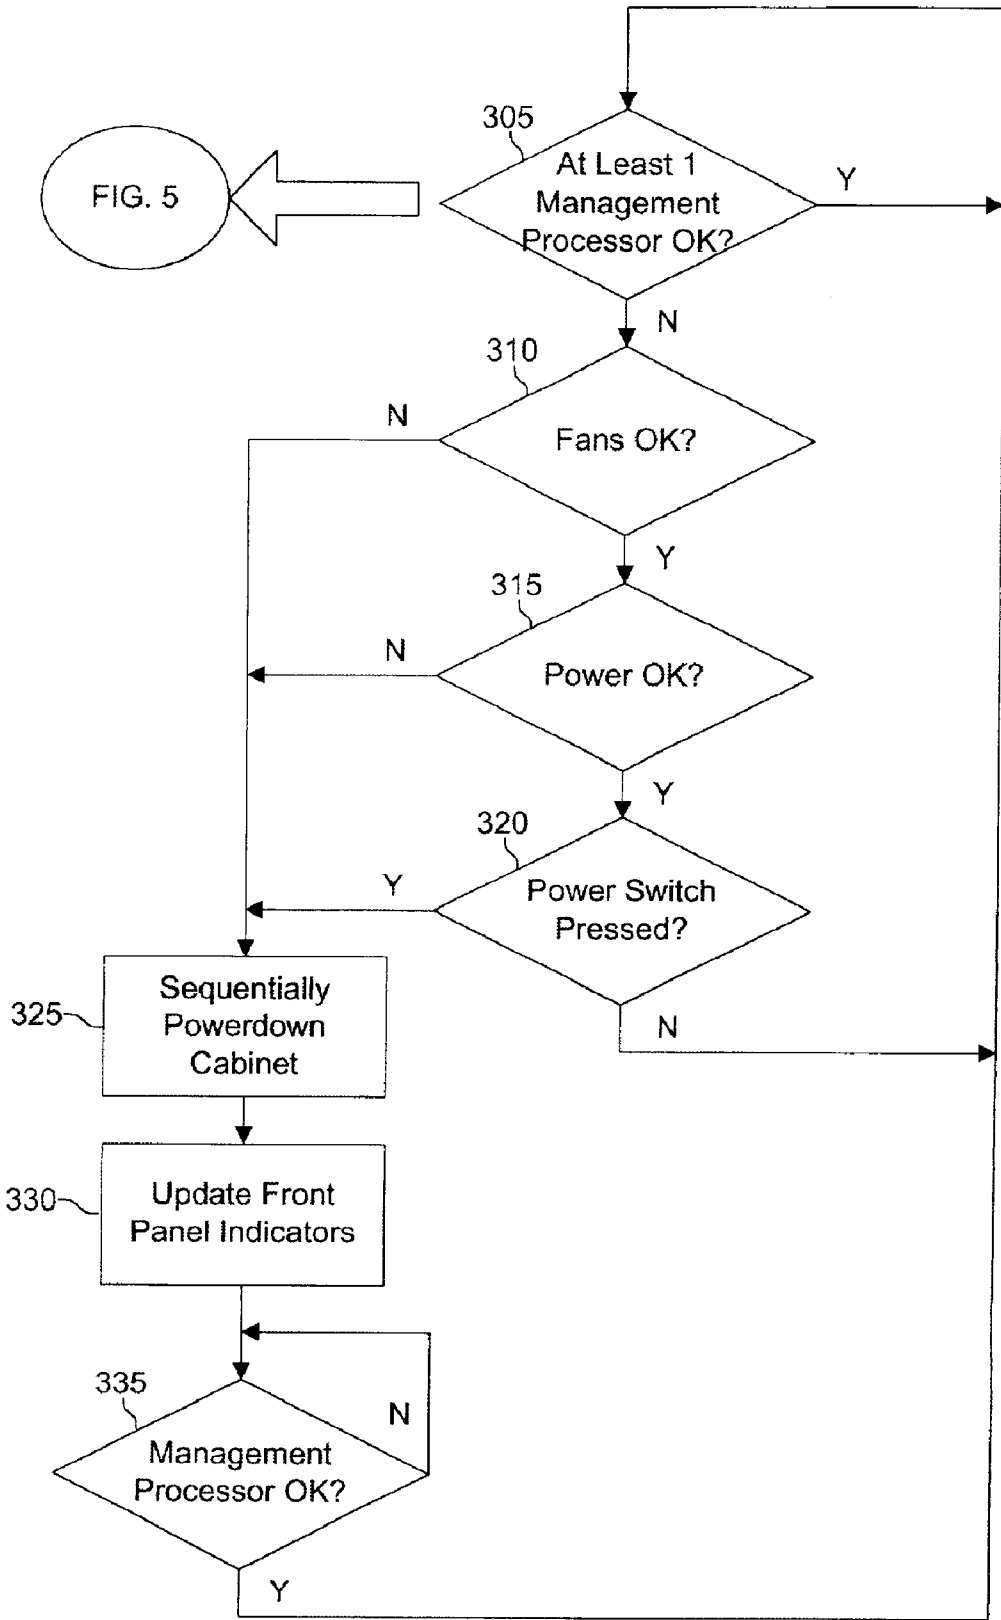 305
At Least 1
Management
Processor OK?
Y
FIG. 5
N
310
Fans OK?
N
Y
315
Power OK?
N
Y
320
Power Switch
Pressed?
Y
N
325
Sequentially
Powerdown
Cabinet
330
Update Front
Panel Indicators
335
Management
Processor OK?
N
Y